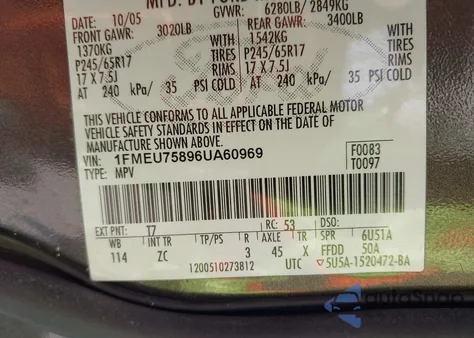 MFD. BY FORD
DATE: 10/05 GVWR: 6280LB/ 2849KG
FRONT GAWR: 3020LB REAR GAWR: 3400LB
1370KG WITH 1542KG WITH
P245/65R17 TIRES P245/65R17 TIRES
17 X 7.5J RIMS 17 X 7.5J RIMS
AT 240 kPa/ 35 PSI COLD AT 240 kPa/ 35 PSI COLD
THIS VEHICLE CONFORMS TO ALL APPLICABLE FEDERAL MOTOR
VEHICLE SAFETY STANDARDS IN EFFECT ON THE DATE OF
MANUFACTURE SHOWN ABOVE.
VIN: 1FMEU75896UA60969 F0083
TYPE: MPV T0097
EXT PNT: T7 RC: 53 DSO:
WB INT TR TP/PS R AXLE TR SPR 6U51A
114 ZC 3 45 X FFDD 50A
1200510273812 UTC ▽5U5A-1520472-BA
autoSnap